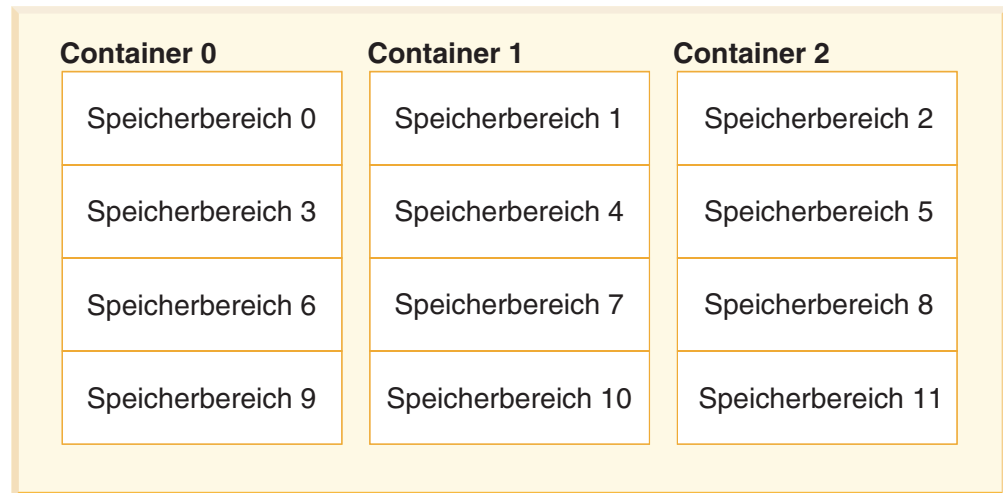 Container 0 Container 1 Container 2
Speicherbereich 0 Speicherbereich 1 Speicherbereich 2
Speicherbereich 3 Speicherbereich 4 Speicherbereich 5
Speicherbereich 6 Speicherbereich 7 Speicherbereich 8
Speicherbereich 9 Speicherbereich 10 Speicherbereich 11